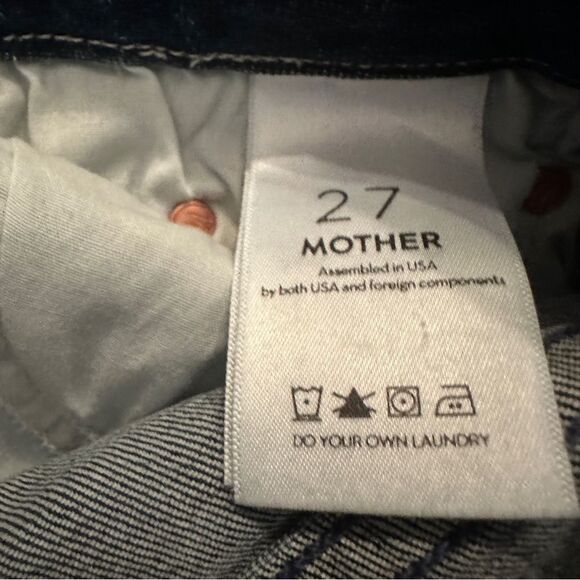 27
MOTHER
Assembled in USA
by both USA and foreign components
DO YOUR OWN LAUNDRY